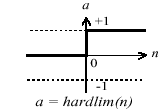 a
+1
n
0
-1
a = hardlim(n)